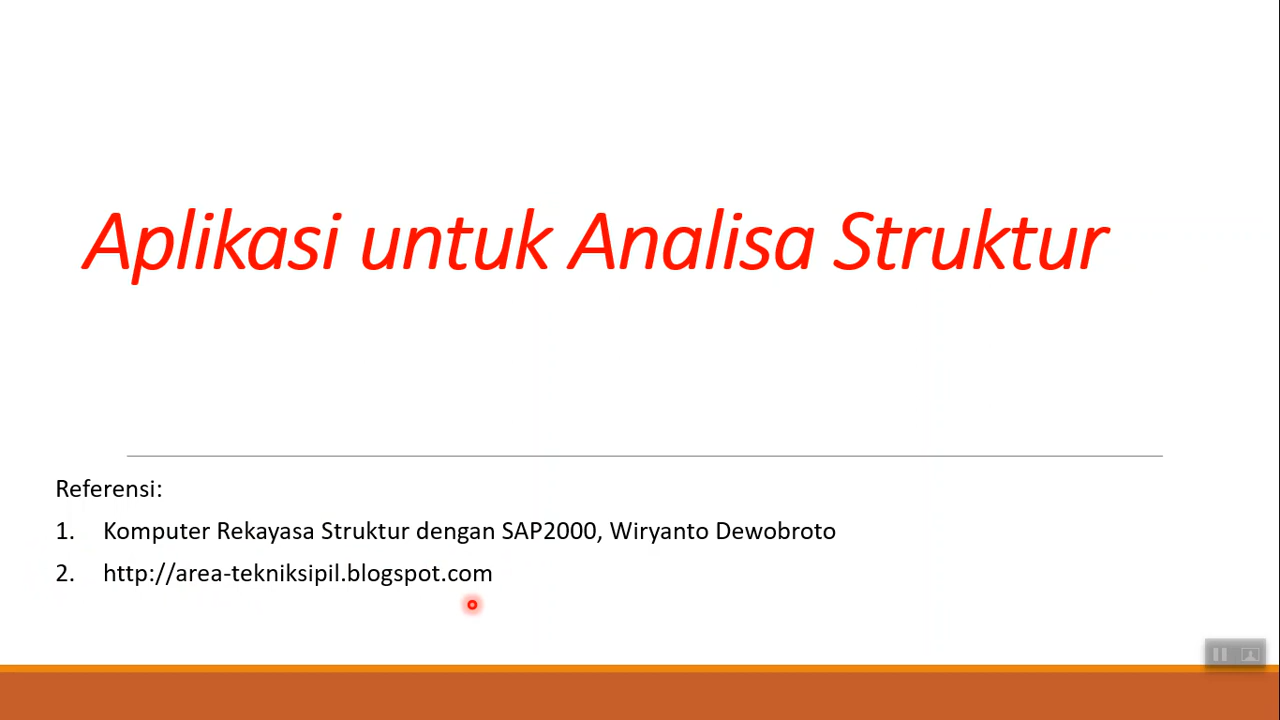 Aplikasi untuk Analisa Struktur
Referensi:
1. Komputer Rekayasa Struktur dengan SAP2000, Wiryanto Dewobroto
2. http://area-tekniksipil.blogspot.com